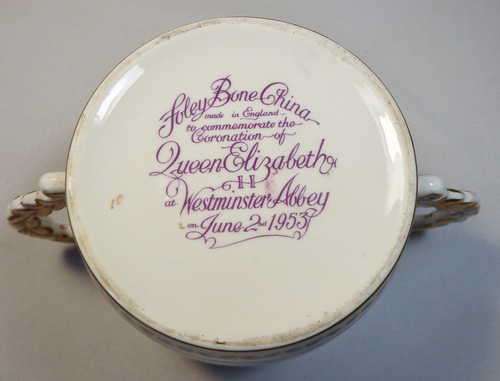 Foley Bone China
made in England
to commemorate the
Coronation of
Queen Elizabeth
II
at Westminster Abbey
on June 2nd 1953